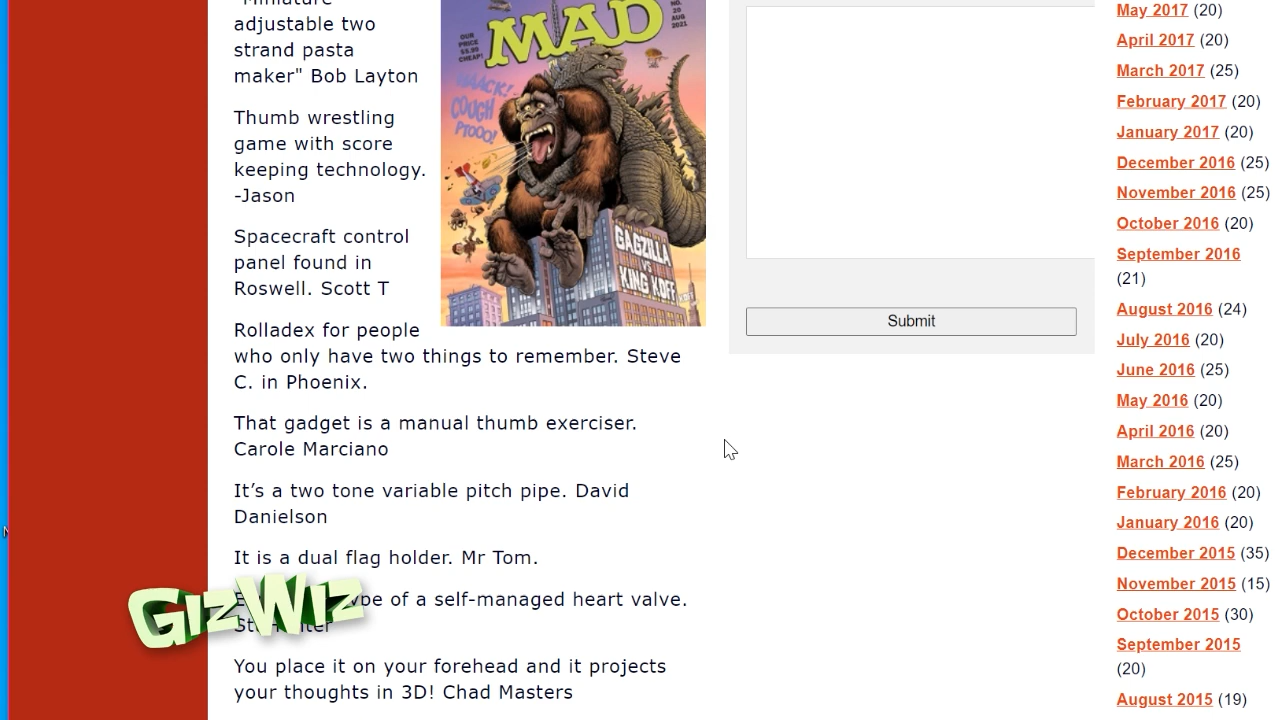 "Miniature
adjustable two
strand pasta
maker" Bob Layton
Thumb wrestling
game with score
keeping technology.
-Jason
Spacecraft control
panel found in
Roswell. Scott T
Rolladex for people
who only have two things to remember. Steve
C. in Phoenix.
That gadget is a manual thumb exerciser.
Carole Marciano
It's a two tone variable pitch pipe. David
Danielson
It is a dual flag holder. Mr Tom.
of a self-managed heart valve.
You place it on your forehead and it projects
your thoughts in 3D! Chad Masters
GizWiz
OUR
PRICE
$5.99
CHEAP!
MAD
NO.
20
AUG
2021
HAACK!
COUGH
PTOOO!
GAGZILLA
VS
KING KOFF
Submit
May 2017 (20)
April 2017 (20)
March 2017 (25)
February 2017 (20)
January 2017 (20)
December 2016 (25)
November 2016 (25)
October 2016 (20)
September 2016
(21)
August 2016 (24)
July 2016 (20)
June 2016 (25)
May 2016 (20)
April 2016 (20)
March 2016 (25)
February 2016 (20)
January 2016 (20)
December 2015 (35)
November 2015 (15)
October 2015 (30)
September 2015
(20)
August 2015 (19)